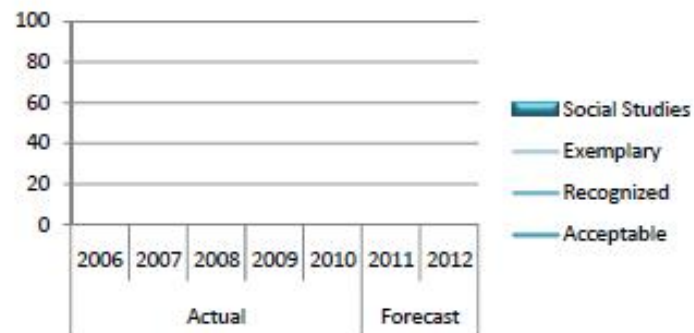 100
80
60
40
20
0
2006 2007 2008 2009 2010 2011 2012
Actual Forecast
Social Studies
Exemplary
Recognized
Acceptable